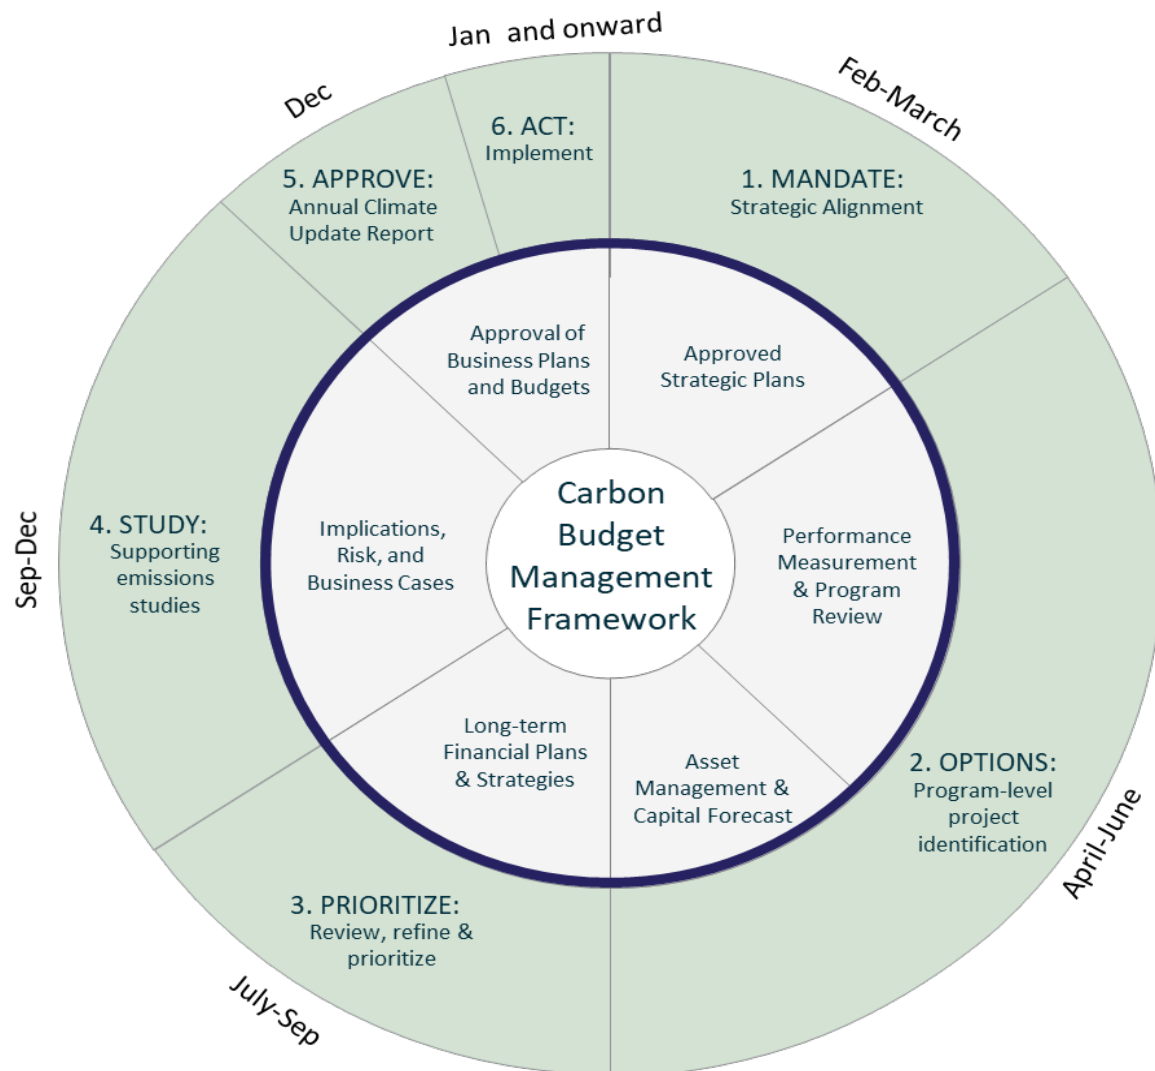 Jan and onward
Feb-March
Dec
6. ACT:
Implement
5. APPROVE:
Annual Climate
Update Report
1. MANDATE:
Strategic Alignment
Approval of
Business Plans
and Budgets
Approved
Strategic Plans
Carbon
Budget
Management
Framework
Sep-Dec
4. STUDY:
Supporting
emissions
studies
Implications,
Risk, and
Business Cases
Performance
Measurement
& Program
Review
Long-term
Financial Plans
& Strategies
Asset
Management &
Capital Forecast
2. OPTIONS:
Program-level
project
identification
April-June
3. PRIORITIZE:
Review, refine &
prioritize
July-Sep